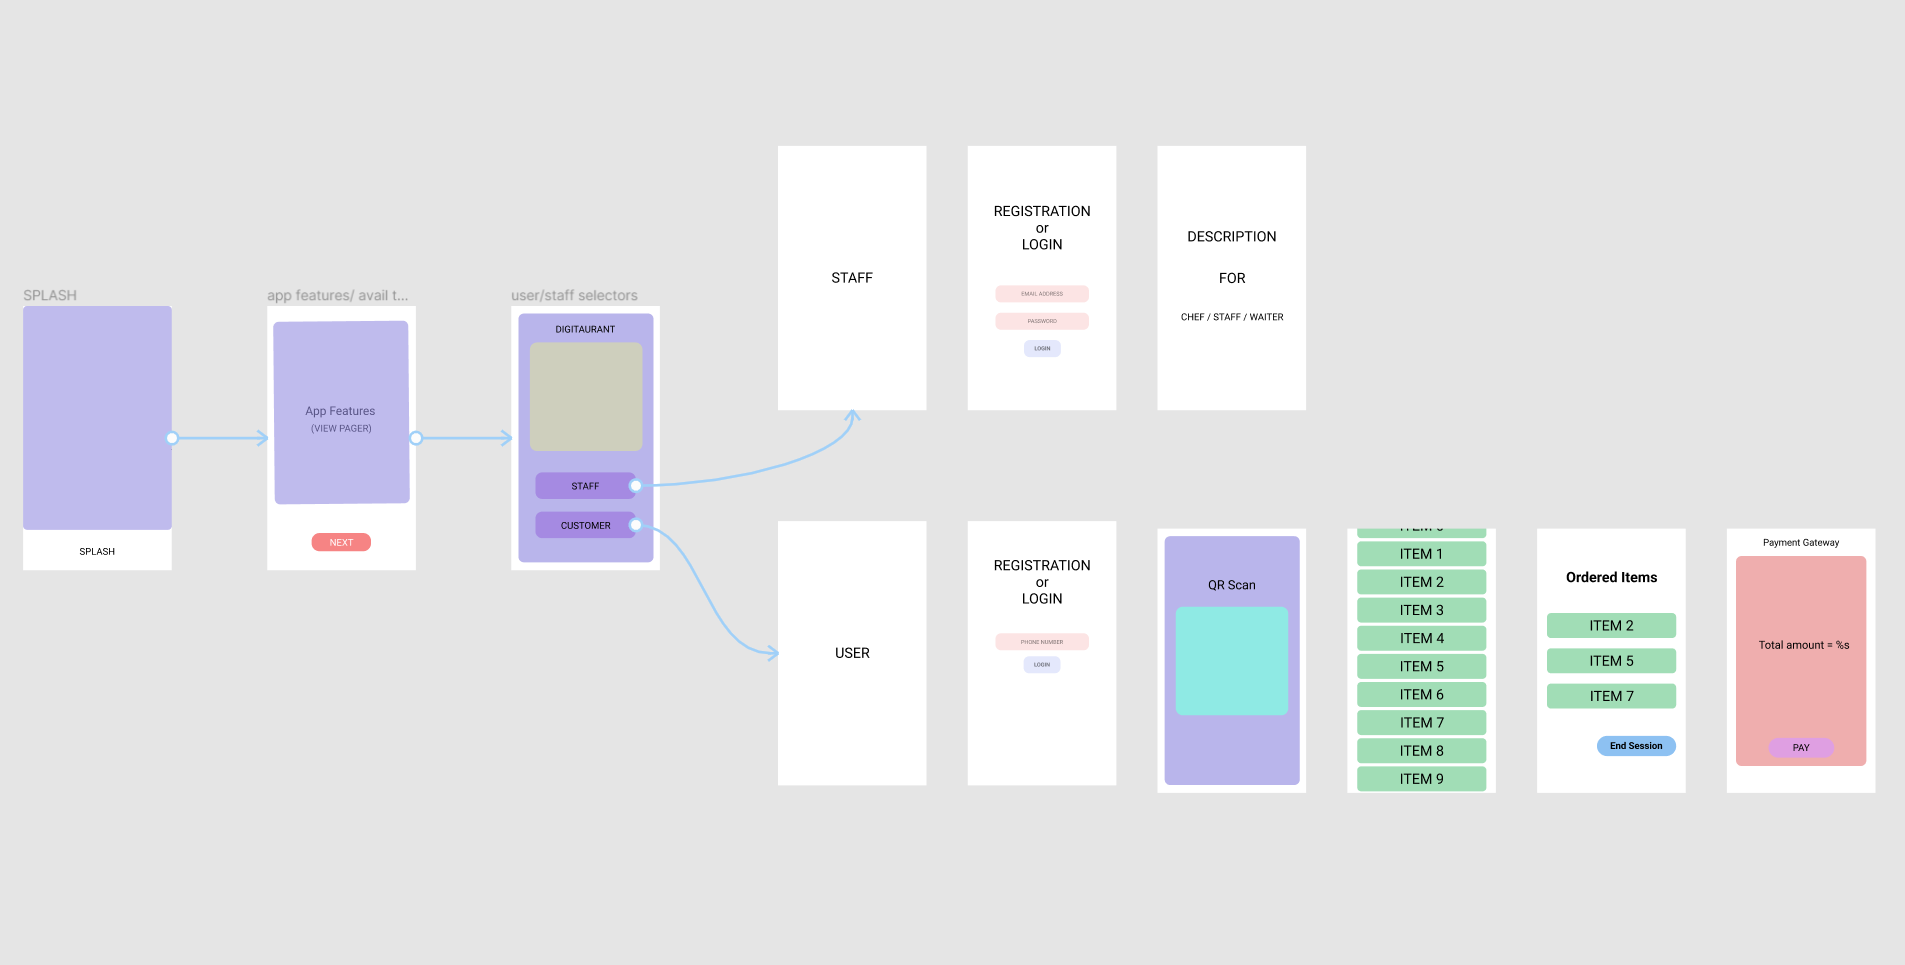 SPLASH
SPLASH
app features/ avail t...
App Features
(VIEW PAGER)
NEXT
user/staff selectors
DIGITAURANT
STAFF
CUSTOMER
STAFF
REGISTRATION
or
LOGIN
EMAIL ADDRESS
PASSWORD
LOGIN
DESCRIPTION
FOR
CHEF / STAFF / WAITER
USER
REGISTRATION
or
LOGIN
PHONE NUMBER
LOGIN
QR Scan
ITEM 1
ITEM 2
ITEM 3
ITEM 4
ITEM 5
ITEM 6
ITEM 7
ITEM 8
ITEM 9
Ordered Items
ITEM 2
ITEM 5
ITEM 7
End Session
Payment Gateway
Total amount = %s
PAY